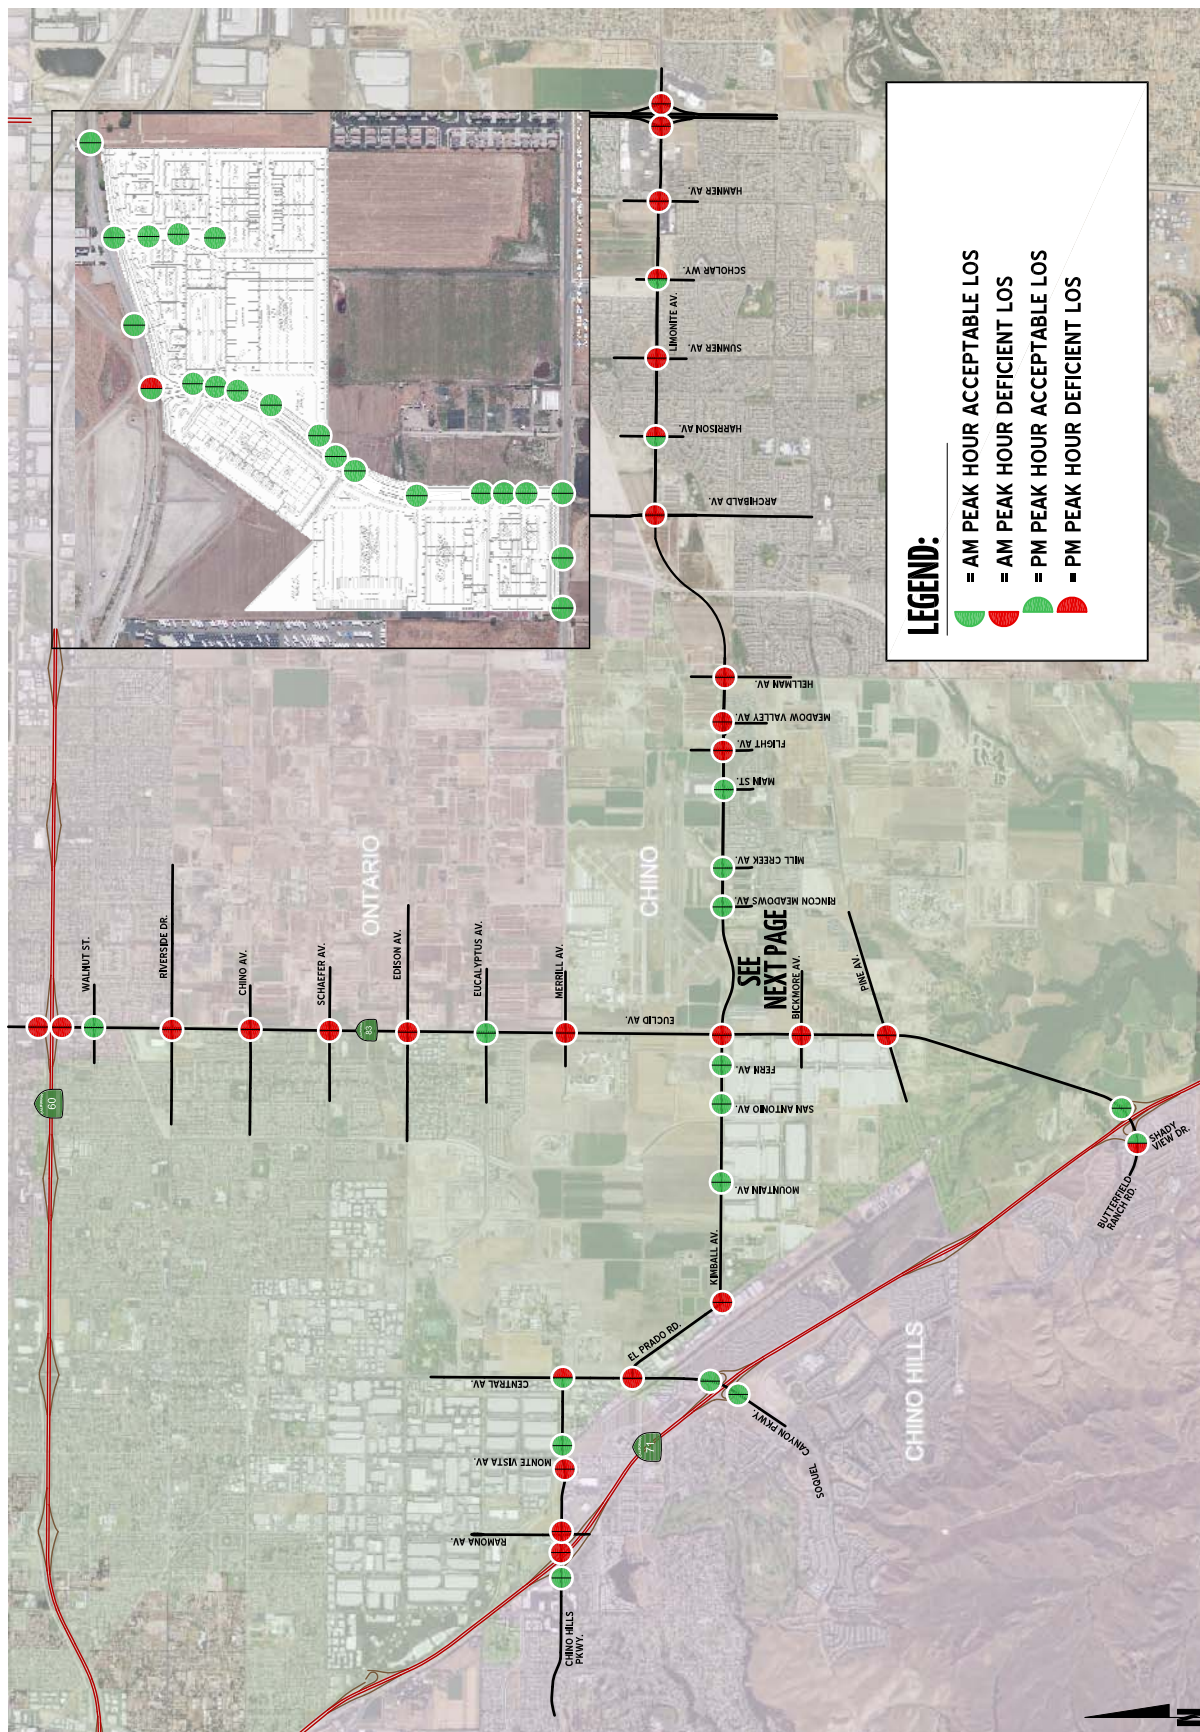 LEGEND:
= AM PEAK HOUR ACCEPTABLE LOS
= AM PEAK HOUR DEFICIENT LOS
= PM PEAK HOUR ACCEPTABLE LOS
= PM PEAK HOUR DEFICIENT LOS
HAMNER AV.
SCHOLAR WY.
LIMONITE AV.
SUMNER AV.
HARRISON AV.
ARCHIBALD AV.
HELLMAN AV.
MEADOW VALLEY AV.
FLIGHT AV.
MAIN ST.
MILL CREEK AV.
RINCON MEADOWS AV.
SEE
NEXT PAGE
ONTARIO
CHINO
CHINO HILLS
WALNUT ST.
RIVERSIDE DR.
CHINO AV.
SCHAEFER AV.
83
EDISON AV.
EUCALYPTUS AV.
MERRILL AV.
EUCLID AV.
BICKMORE AV.
PINE AV.
60
FERN AV.
SAN ANTONIO AV.
MOUNTAIN AV.
KIMBALL AV.
EL PRADO RD.
CENTRAL AV.
MONTE VISTA AV.
RAMONA AV.
CHINO HILLS
PKWY.
71
SOQUEL
CANYON PKWY.
SHADY
VIEW DR.
BUTTERFIELD
RANCH RD.
N